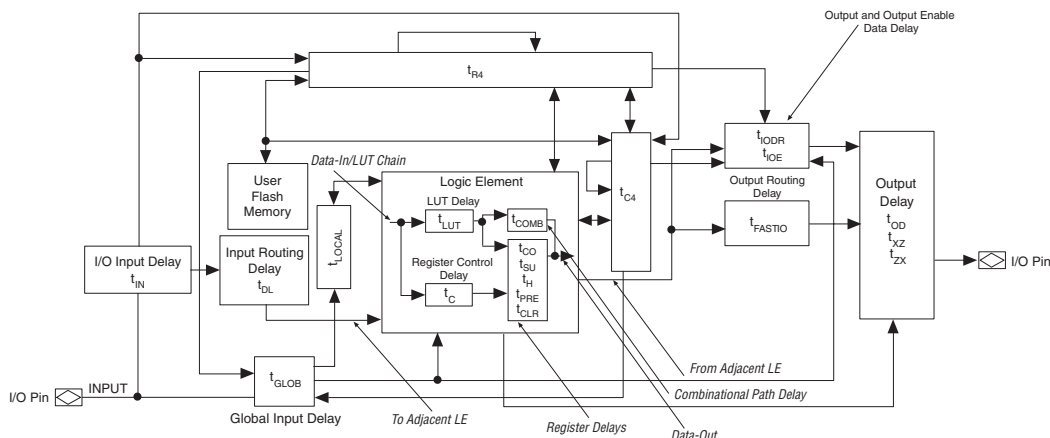 Output and Output Enable
Data Delay
tR4
tIODR
tIOE
Data-In/LUT Chain
User
Flash
Memory
Logic Element
LUT Delay
tLUT
tCOMB
tC4
Output Routing
Delay
tFASTIO
Output
Delay
tOD
tXZ
tZX
I/O Pin
tLOCAL
I/O Input Delay
tIN
Input Routing
Delay
tDL
Register Control
Delay
tC
tCO
tSU
tH
tPRE
tCLR
From Adjacent LE
I/O Pin
INPUT
tGLOB
Global Input Delay
To Adjacent LE
Combinational Path Delay
Register Delays
Data-Out